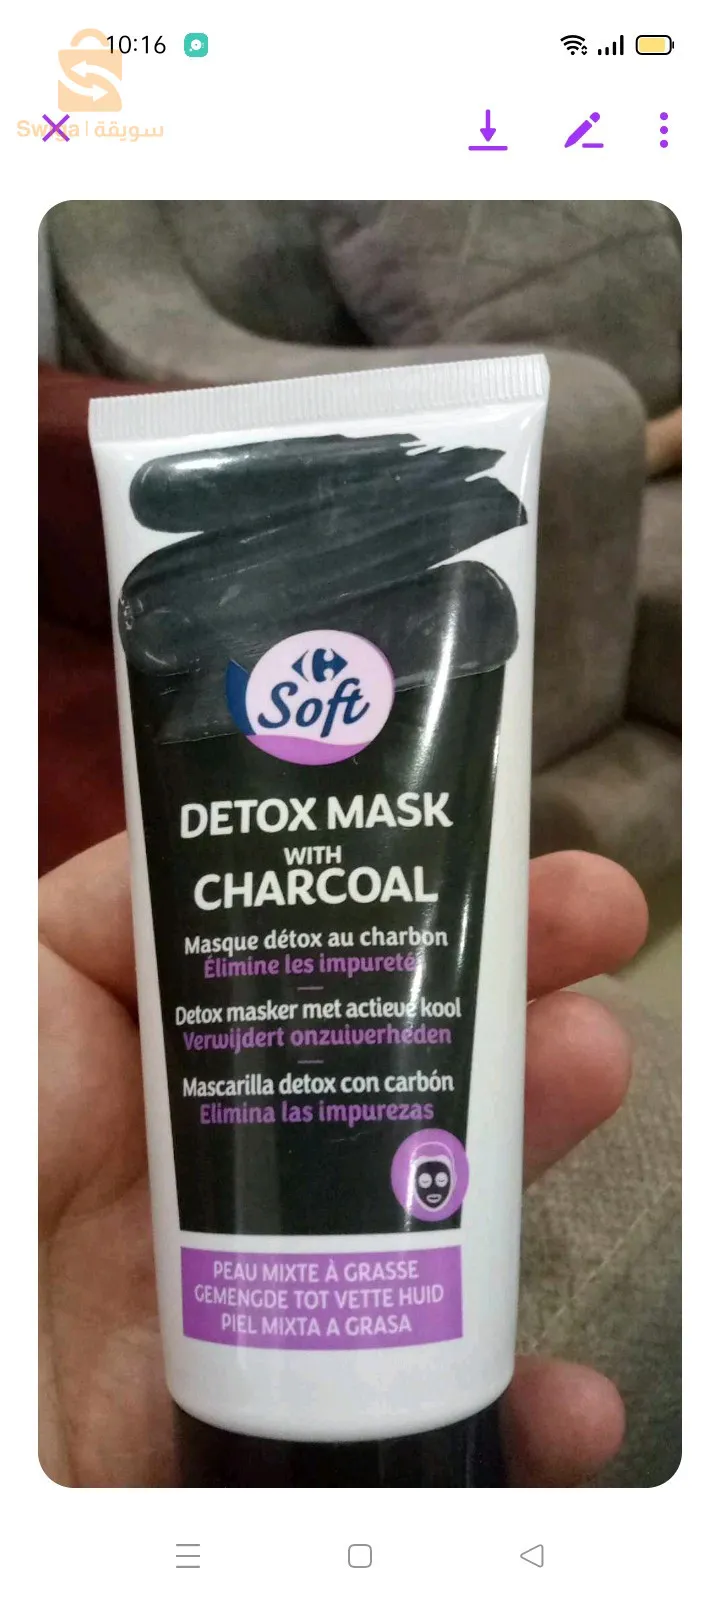 10:16
Swiqa | سويقة
Soft
DETOX MASK
WITH
CHARCOAL
Masque détox au charbon
Élimine les impureté
Detox masker met actieve kool
Verwijdert onzuiverheden
Mascarilla detox con carbón
Elimina las impurezas
PEAU MIXTE À GRASSE
GEMENGDE TOT VETTE HUID
PIEL MIXTA A GRASA